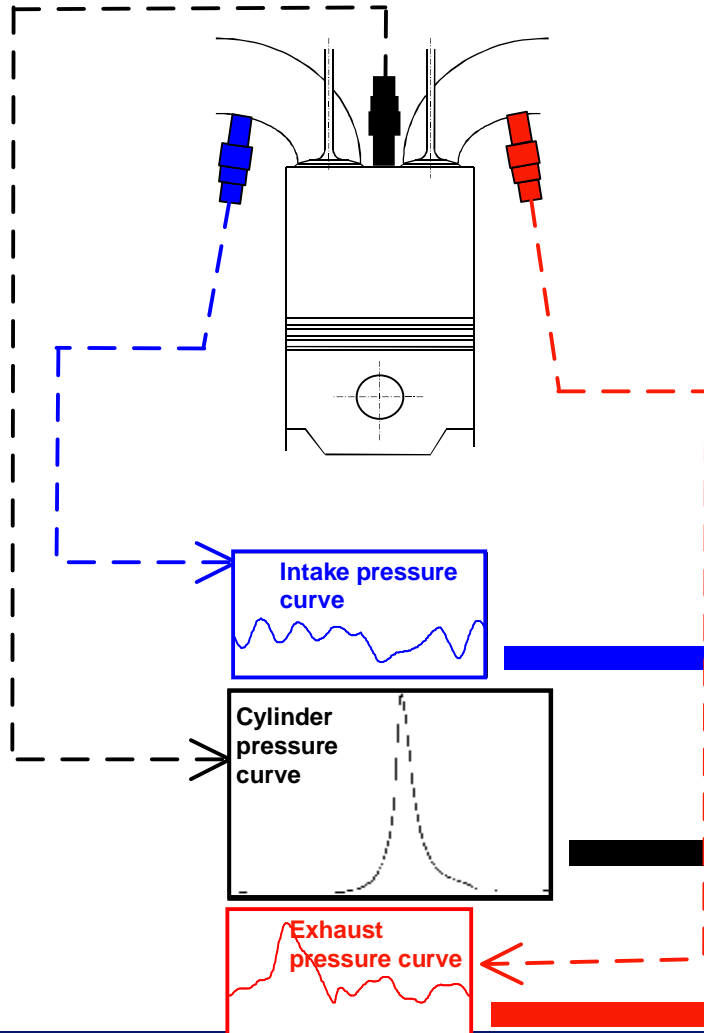 Intake pressure
curve
Cylinder
pressure
curve
Exhaust
pressure curve